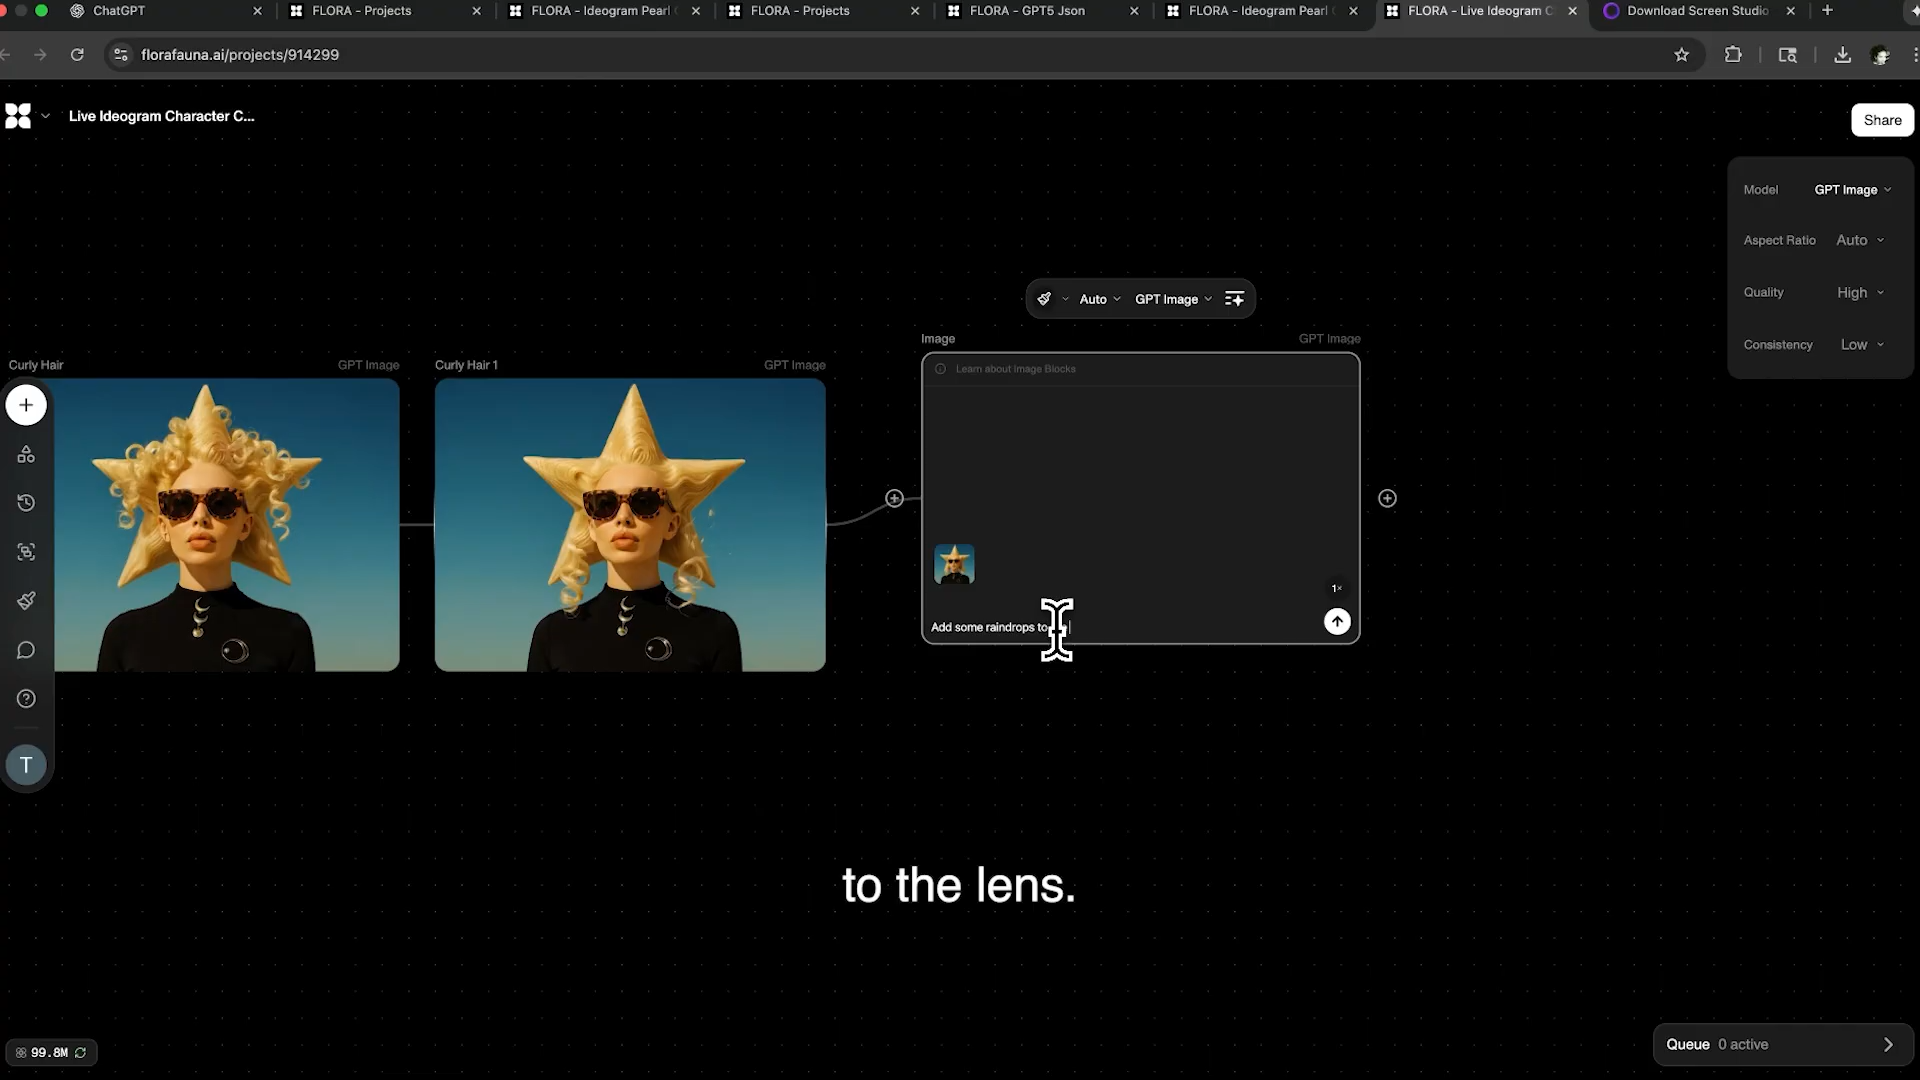 ChatGPT
FLORA - Projects
FLORA - Ideogram Pearl
FLORA - Projects
FLORA - GPT5 Json
FLORA - Ideogram Pearl
FLORA - Live Ideogram C
Download Screen Studio
florafauna.ai/projects/914299
Live Ideogram Character C...
Share
Model
GPT Image
Aspect Ratio
Auto
Quality
High
Consistency
Low
Auto
GPT Image
Image
GPT Image
Learn about Image Blocks
Curly Hair
GPT Image
Curly Hair 1
GPT Image
1×
Add some raindrops to
T
to the lens.
99.8M
Queue 0 active